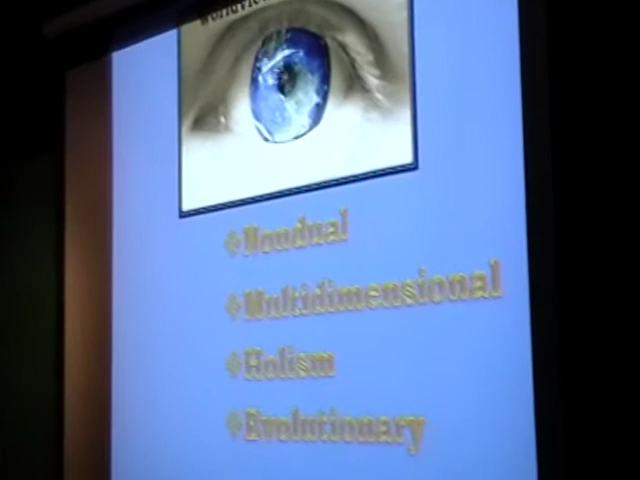 ❖Nondual
❖Multidimensional
❖Holism
❖Evolutionary